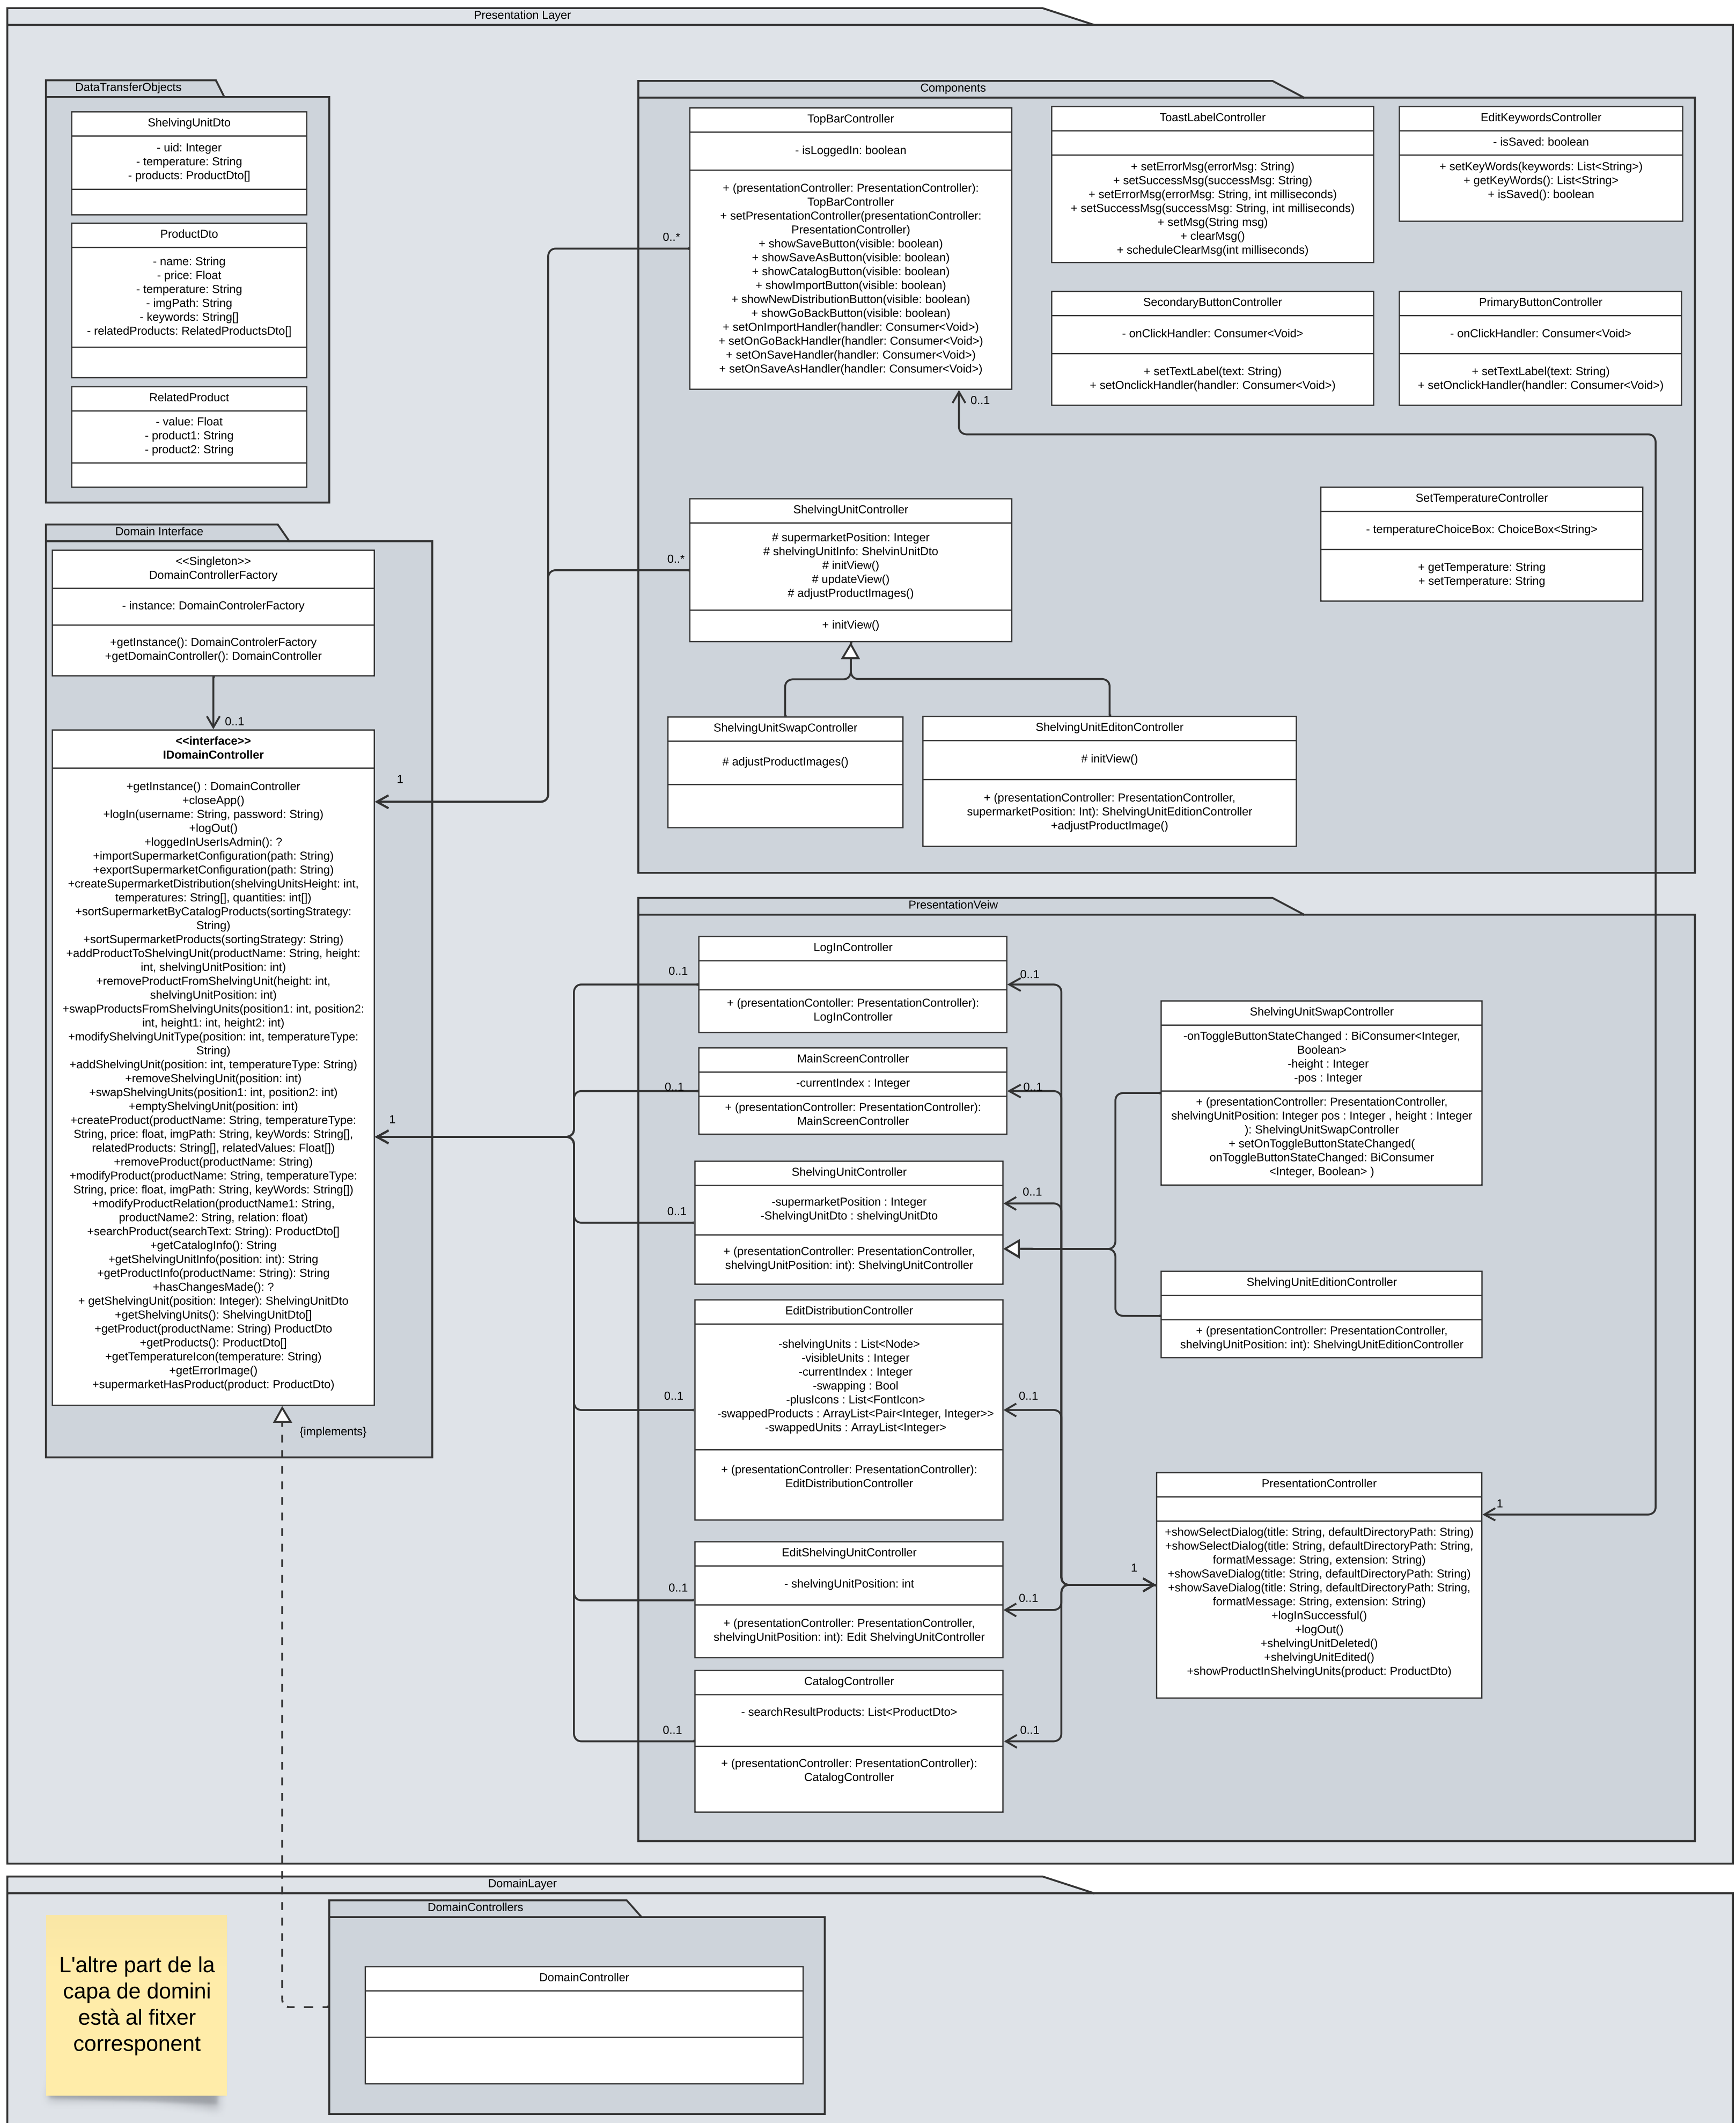 Presentation Layer
DataTransferObjects
ShelvingUnitDto
- uid: Integer
- temperature: String
- products: ProductDto[]
ProductDto
- name: String
- price: Float
- temperature: String
- imgPath: String
- keywords: String[]
- relatedProducts: RelatedProductsDto[]
RelatedProduct
- value: Float
- product1: String
- product2: String
Domain Interface
<<Singleton>>
DomainControllerFactory
- instance: DomainControlerFactory
+getInstance(): DomainControlerFactory
+getDomainController(): DomainController
0..1
<<interface>>
IDomainController
+getInstance() : DomainController
+closeApp()
+logIn(username: String, password: String)
+logOut()
+loggedInUserIsAdmin(): ?
+importSupermarketConfiguration(path: String)
+exportSupermarketConfiguration(path: String)
+createSupermarketDistribution(shelvingUnitsHeight: int,
temperatures: String[], quantities: int[])
+sortSupermarketByCatalogProducts(sortingStrategy:
String)
+sortSupermarketProducts(sortingStrategy: String)
+addProductToShelvingUnit(productName: String, height:
int, shelvingUnitPosition: int)
+removeProductFromShelvingUnit(height: int,
shelvingUnitPosition: int)
+swapProductsFromShelvingUnits(position1: int, position2:
int, height1: int, height2: int)
+modifyShelvingUnitType(position: int, temperatureType:
String)
+addShelvingUnit(position: int, temperatureType: String)
+removeShelvingUnit(position: int)
+swapShelvingUnits(position1: int, position2: int)
+emptyShelvingUnit(position: int)
+createProduct(productName: String, temperatureType:
String, price: float, imgPath: String, keyWords: String[],
relatedProducts: String[], relatedValues: Float[])
+removeProduct(productName: String)
+modifyProduct(productName: String, temperatureType:
String, price: float, imgPath: String, keyWords: String[])
+modifyProductRelation(productName1: String,
productName2: String, relation: float)
+searchProduct(searchText: String): ProductDto[]
+getCatalogInfo(): String
+getShelvingUnitInfo(position: int): String
+getProductInfo(productName: String): String
+hasChangesMade(): ?
+ getShelvingUnit(position: Integer): ShelvingUnitDto
+getShelvingUnits(): ShelvingUnitDto[]
+getProduct(productName: String) ProductDto
+getProducts(): ProductDto[]
+getTemperatureIcon(temperature: String)
+getErrorImage()
+supermarketHasProduct(product: ProductDto)
1
1
{implements}
Components
TopBarController
- isLoggedIn: boolean
+ (presentationController: PresentationController):
TopBarController
+ setPresentationController(presentationController:
PresentationController)
+ showSaveButton(visible: boolean)
+ showSaveAsButton(visible: boolean)
+ showCatalogButton(visible: boolean)
+ showImportButton(visible: boolean)
+ showNewDistributionButton(visible: boolean)
+ showGoBackButton(visible: boolean)
+ setOnImportHandler(handler: Consumer<Void>)
+ setOnGoBackHandler(handler: Consumer<Void>)
+ setOnSaveHandler(handler: Consumer<Void>)
+ setOnSaveAsHandler(handler: Consumer<Void>)
0..*
0..1
ToastLabelController
+ setErrorMsg(errorMsg: String)
+ setSuccessMsg(successMsg: String)
+ setErrorMsg(errorMsg: String, int milliseconds)
+ setSuccessMsg(successMsg: String, int milliseconds)
+ setMsg(String msg)
+ clearMsg()
+ scheduleClearMsg(int milliseconds)
EditKeywordsController
- isSaved: boolean
+ setKeyWords(keywords: List<String>)
+ getKeyWords(): List<String>
+ isSaved(): boolean
SecondaryButtonController
- onClickHandler: Consumer<Void>
+ setTextLabel(text: String)
+ setOnclickHandler(handler: Consumer<Void>)
PrimaryButtonController
- onClickHandler: Consumer<Void>
+ setTextLabel(text: String)
+ setOnclickHandler(handler: Consumer<Void>)
ShelvingUnitController
# supermarketPosition: Integer
# shelvingUnitInfo: ShelvinUnitDto
# initView()
# updateView()
# adjustProductImages()
+ initView()
0..*
SetTemperatureController
- temperatureChoiceBox: ChoiceBox<String>
+ getTemperature: String
+ setTemperature: String
ShelvingUnitSwapController
# adjustProductImages()
ShelvingUnitEditonController
# initView()
+ (presentationController: PresentationController,
supermarketPosition: Int): ShelvingUnitEditionController
+adjustProductImage()
PresentationVeiw
LogInController
+ (presentationContoller: PresentationController):
LogInController
0..1
0..1
MainScreenController
-currentIndex : Integer
+ (presentationController: PresentationController):
MainScreenController
0..1
0..1
ShelvingUnitController
-supermarketPosition : Integer
-ShelvingUnitDto : shelvingUnitDto
+ (presentationController: PresentationController,
shelvingUnitPosition: int): ShelvingUnitController
0..1
0..1
EditDistributionController
-shelvingUnits : List<Node>
-visibleUnits : Integer
-currentIndex : Integer
-swapping : Bool
-plusIcons : List<FontIcon>
-swappedProducts : ArrayList<Pair<Integer, Integer>>
-swappedUnits : ArrayList<Integer>
+ (presentationController: PresentationController):
EditDistributionController
0..1
0..1
EditShelvingUnitController
- shelvingUnitPosition: int
+ (presentationController: PresentationController,
shelvingUnitPosition: int): Edit ShelvingUnitController
0..1
0..1
CatalogController
- searchResultProducts: List<ProductDto>
+ (presentationController: PresentationController):
CatalogController
0..1
0..1
ShelvingUnitSwapController
-onToggleButtonStateChanged : BiConsumer<Integer,
Boolean>
-height : Integer
-pos : Integer
+ (presentationController: PresentationController,
shelvingUnitPosition: Integer pos : Integer , height : Integer
): ShelvingUnitSwapController
+ setOnToggleButtonStateChanged(
onToggleButtonStateChanged: BiConsumer
<Integer, Boolean> )
ShelvingUnitEditionController
+ (presentationController: PresentationController,
shelvingUnitPosition: int): ShelvingUnitEditionController
PresentationController
+showSelectDialog(title: String, defaultDirectoryPath: String)
+showSelectDialog(title: String, defaultDirectoryPath: String,
formatMessage: String, extension: String)
+showSaveDialog(title: String, defaultDirectoryPath: String)
+showSaveDialog(title: String, defaultDirectoryPath: String,
formatMessage: String, extension: String)
+logInSuccessful()
+logOut()
+shelvingUnitDeleted()
+shelvingUnitEdited()
+showProductInShelvingUnits(product: ProductDto)
1
1
DomainLayer
L'altre part de la
capa de domini
està al fitxer
corresponent
DomainControllers
DomainController